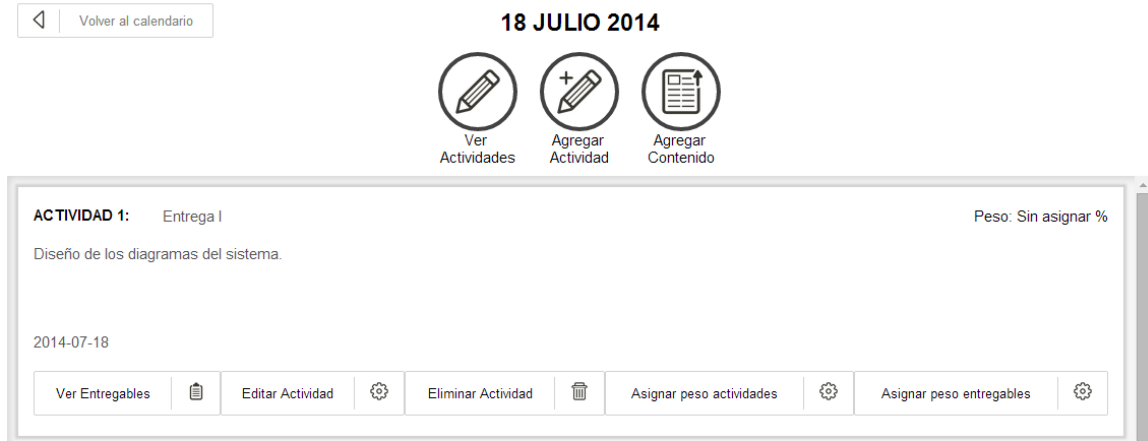 Volver al calendario
18 JULIO 2014
Ver
Actividades
Agregar
Actividad
Agregar
Contenido
ACTIVIDAD 1: Entrega I Peso: Sin asignar %
Diseño de los diagramas del sistema.
2014-07-18
Ver Entregables Editar Actividad Eliminar Actividad Asignar peso actividades Asignar peso entregables